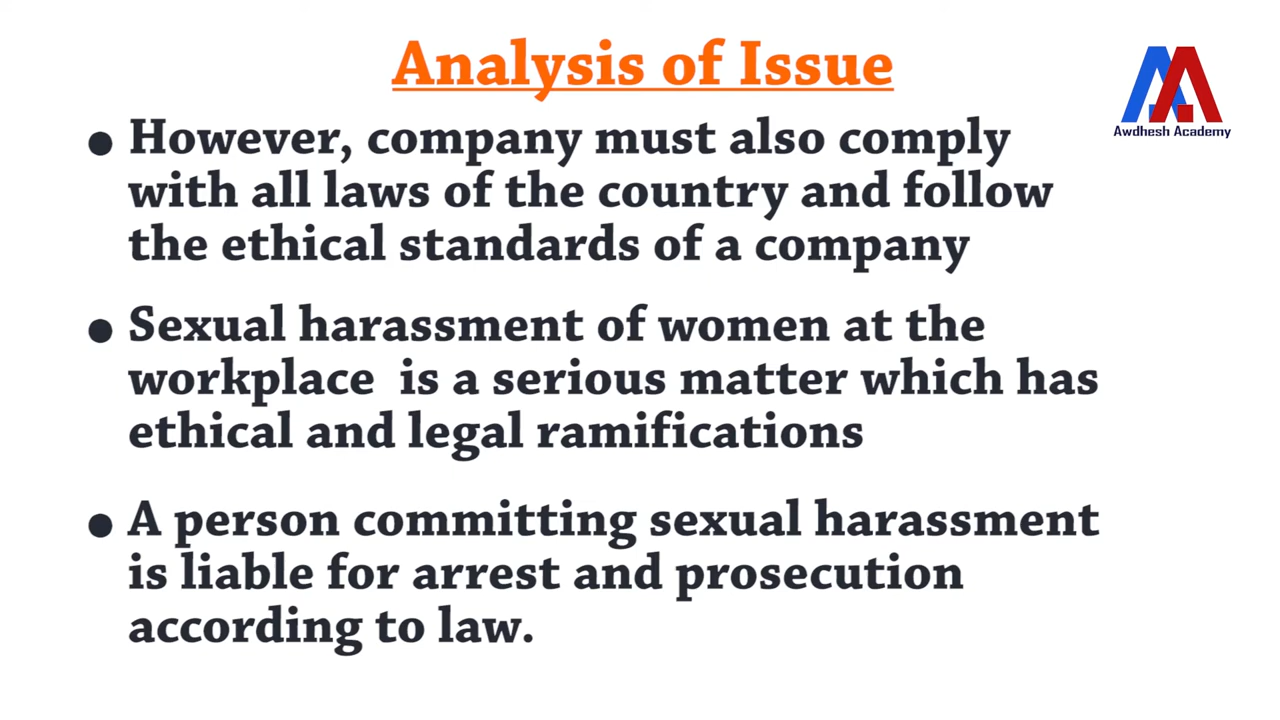 Analysis of Issue
Awdhesh Academy
• However, company must also comply
with all laws of the country and follow
the ethical standards of a company
• Sexual harassment of women at the
workplace  is a serious matter which has
ethical and legal ramifications
• A person committing sexual harassment
is liable for arrest and prosecution
according to law.